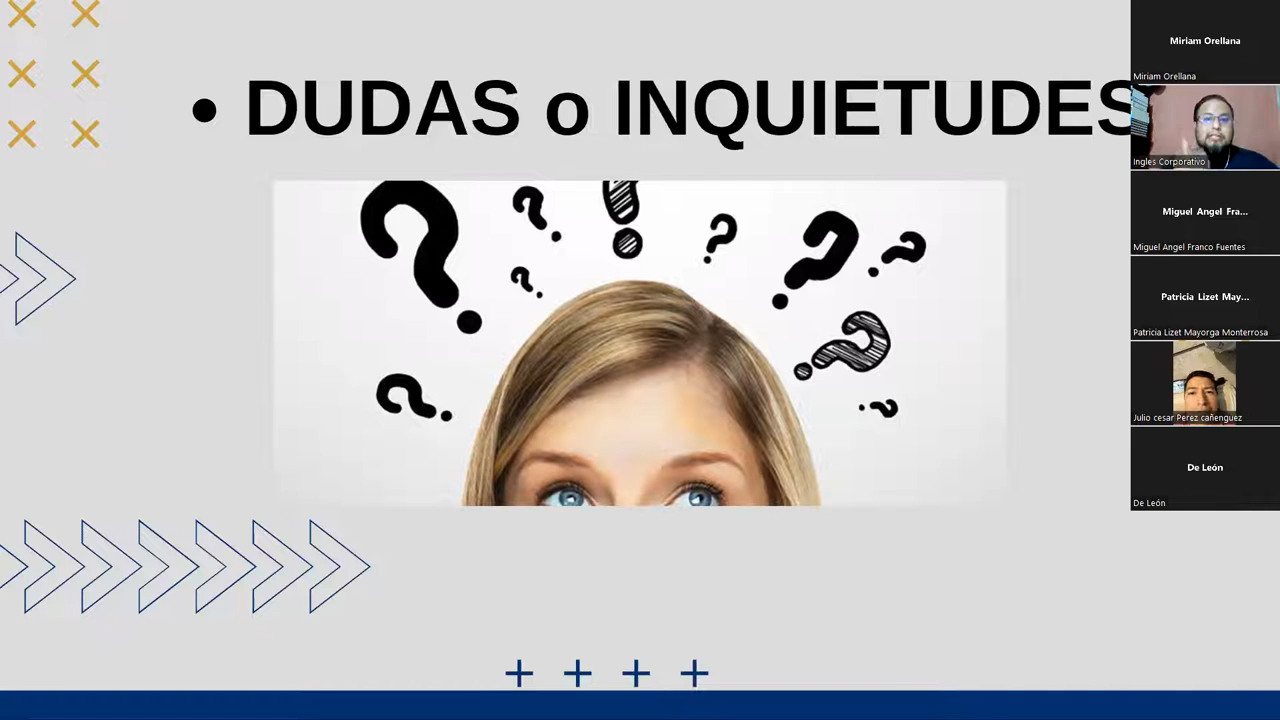 • DUDAS o INQUIETUDES
Miriam Orellana
Miriam Orellana
Ingles Corporativo
Miguel Angel Fra...
Miguel Angel Franco Fuentes
Patricia Lizet May...
Patricia Lizet Mayorga Monterrosa
Julio cesar Perez cañenguez
De León
De León